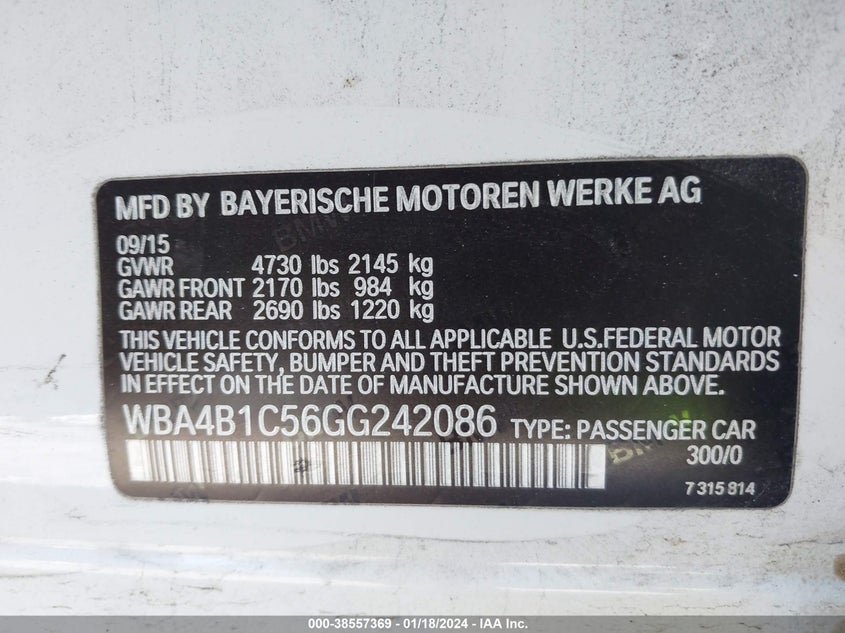 MFD BY BAYERISCHE MOTOREN WERKE AG
09/15
GVWR 4730 lbs 2145 kg
GAWR FRONT 2170 lbs 984 kg
GAWR REAR 2690 lbs 1220 kg
THIS VEHICLE CONFORMS TO ALL APPLICABLE U.S.FEDERAL MOTOR
VEHICLE SAFETY, BUMPER AND THEFT PREVENTION STANDARDS
IN EFFECT ON THE DATE OF MANUFACTURE SHOWN ABOVE.
WBA4B1C56GG242086 TYPE: PASSENGER CAR
300/0
7 315 814
000-38557369 - 01/18/2024 - IAA Inc.